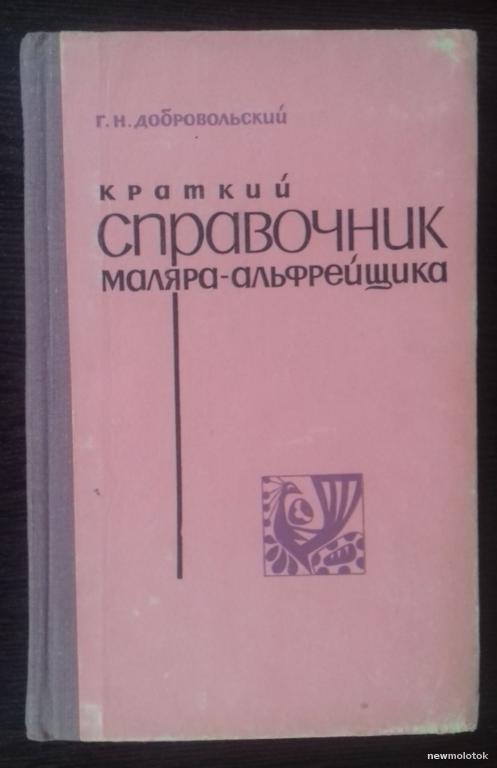 Г. Н. ДОБРОВОЛЬСКИЙ
КРАТКИЙ
СПРАВОЧНИК
МАЛЯРА-АЛЬФРЕЙЩИКА
newmolotok